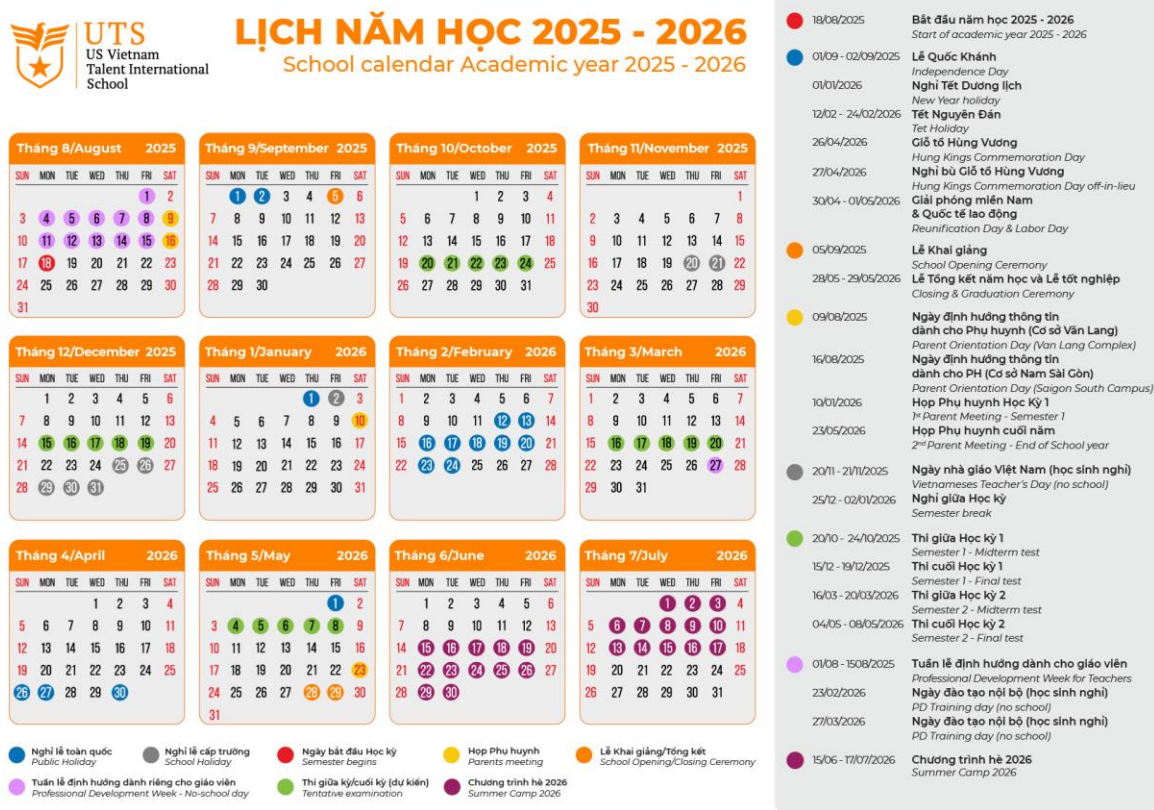 UTS
US Vietnam
Talent International
School
LỊCH NĂM HỌC 2025 - 2026
School calendar Academic year 2025 - 2026
Tháng 8/August 2025
SUN MON TUE WED THU FRI SAT
1 2
3 4 5 6 7 8 9
10 11 12 13 14 15 16
17 18 19 20 21 22 23
24 25 26 27 28 29 30
31
Tháng 9/September 2025
SUN MON TUE WED THU FRI SAT
1 2 3 4 5 6
7 8 9 10 11 12 13
14 15 16 17 18 19 20
21 22 23 24 25 26 27
28 29 30
Tháng 10/October 2025
SUN MON TUE WED THU FRI SAT
1 2 3 4
5 6 7 8 9 10 11
12 13 14 15 16 17 18
19 20 21 22 23 24 25
26 27 28 29 30 31
Tháng 11/November 2025
SUN MON TUE WED THU FRI SAT
1
2 3 4 5 6 7 8
9 10 11 12 13 14 15
16 17 18 19 20 21 22
23 24 25 26 27 28 29
30
Tháng 12/December 2025
SUN MON TUE WED THU FRI SAT
1 2 3 4 5 6
7 8 9 10 11 12 13
14 15 16 17 18 19 20
21 22 23 24 25 26 27
28 29 30 31
Tháng 1/January 2026
SUN MON TUE WED THU FRI SAT
1 2 3
4 5 6 7 8 9 10
11 12 13 14 15 16 17
18 19 20 21 22 23 24
25 26 27 28 29 30 31
Tháng 2/February 2026
SUN MON TUE WED THU FRI SAT
1 2 3 4 5 6 7
8 9 10 11 12 13 14
15 16 17 18 19 20 21
22 23 24 25 26 27 28
Tháng 3/March 2026
SUN MON TUE WED THU FRI SAT
1 2 3 4 5 6 7
8 9 10 11 12 13 14
15 16 17 18 19 20 21
22 23 24 25 26 27 28
29 30 31
Tháng 4/April 2026
SUN MON TUE WED THU FRI SAT
1 2 3 4
5 6 7 8 9 10 11
12 13 14 15 16 17 18
19 20 21 22 23 24 25
26 27 28 29 30
Tháng 5/May 2026
SUN MON TUE WED THU FRI SAT
1 2
3 4 5 6 7 8 9
10 11 12 13 14 15 16
17 18 19 20 21 22 23
24 25 26 27 28 29 30
31
Tháng 6/June 2026
SUN MON TUE WED THU FRI SAT
1 2 3 4 5 6
7 8 9 10 11 12 13
14 15 16 17 18 19 20
21 22 23 24 25 26 27
28 29 30
Tháng 7/July 2026
SUN MON TUE WED THU FRI SAT
1 2 3 4
5 6 7 8 9 10 11
12 13 14 15 16 17 18
19 20 21 22 23 24 25
26 27 28 29 30 31
Nghỉ lễ toàn quốc
Public Holiday
Nghỉ lễ cấp trường
School Holiday
Ngày bắt đầu Học kỳ
Semester begins
Họp Phụ huynh
Parents meeting
Lễ Khai giảng/Tổng kết
School Opening/Closing Ceremony
Tuần lễ định hướng dành riêng cho giáo viên
Professional Development Week - No-school day
Thi giữa kỳ/cuối kỳ (dự kiến)
Tentative examination
Chương trình hè 2026
Summer Camp 2026
18/08/2025 Bắt đầu năm học 2025 - 2026
Start of academic year 2025 - 2026
01/09 - 02/09/2025 Lễ Quốc Khánh
Independence Day
01/01/2026 Nghỉ Tết Dương lịch
New Year holiday
12/02 - 24/02/2026 Tết Nguyên Đán
Tet Holiday
26/04/2026 Giỗ tổ Hùng Vương
Hung Kings Commemoration Day
27/04/2026 Nghỉ bù Giỗ tổ Hùng Vương
Hung Kings Commemoration Day off-in-lieu
30/04 - 01/05/2026 Giải phóng miền Nam
& Quốc tế lao động
Reunification Day & Labor Day
05/09/2025 Lễ Khai giảng
School Opening Ceremony
28/05 - 29/05/2026 Lễ Tổng kết năm học và Lễ tốt nghiệp
Closing & Graduation Ceremony
09/08/2025 Ngày định hướng thông tin
dành cho Phụ huynh (Cơ sở Văn Lang)
Parent Orientation Day (Van Lang Complex)
16/08/2025 Ngày định hướng thông tin
dành cho PH (Cơ sở Nam Sài Gòn)
Parent Orientation Day (Saigon South Campus)
10/01/2026 Họp Phụ huynh Học Kỳ 1
1st Parent Meeting - Semester 1
23/05/2026 Họp Phụ huynh cuối năm
2nd Parent Meeting - End of School year
20/11 - 21/11/2025 Ngày nhà giáo Việt Nam (học sinh nghỉ)
Vietnameses Teacher's Day (no school)
25/12 - 02/01/2026 Nghỉ giữa Học kỳ
Semester break
20/10 - 24/10/2025 Thi giữa Học kỳ 1
Semester 1 - Midterm test
15/12 - 19/12/2025 Thi cuối Học kỳ 1
Semester 1 - Final test
16/03 - 20/03/2026 Thi giữa Học kỳ 2
Semester 2 - Midterm test
04/05 - 08/05/2026 Thi cuối Học kỳ 2
Semester 2 - Final test
01/08 - 1508/2025 Tuần lễ định hướng dành cho giáo viên
Professional Development Week for Teachers
23/02/2026 Ngày đào tạo nội bộ (học sinh nghỉ)
PD Training day (no school)
27/03/2026 Ngày đào tạo nội bộ (học sinh nghỉ)
PD Training day (no school)
15/06 - 17/07/2026 Chương trình hè 2026
Summer Camp 2026